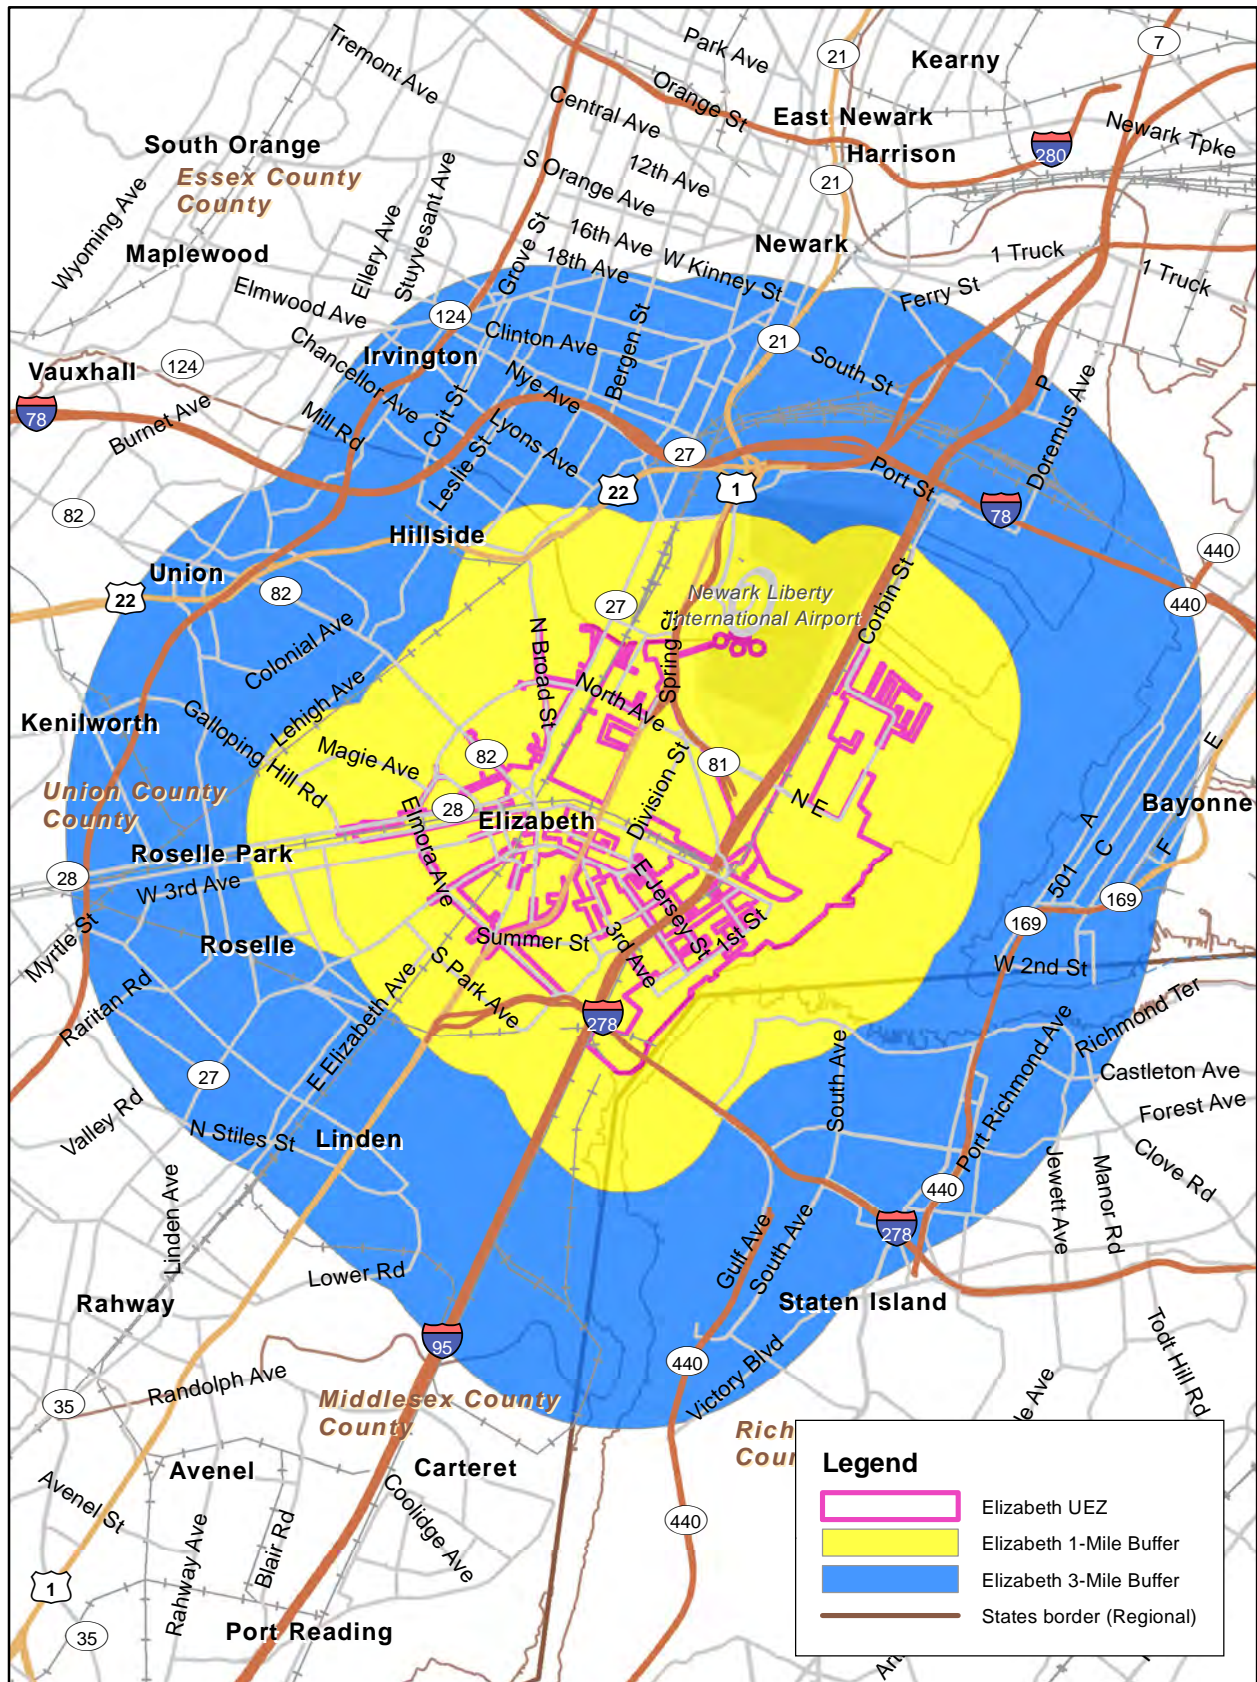 Park Ave
21
Kearny
7
Tremont Ave
Orange St
Central Ave
East Newark
Newark Tpke
South Orange
Harrison
280
12th Ave
S Orange Ave
21
Essex County
County
Wyoming Ave
Ellery Ave
Stuyvesant Ave
Grove St
16th Ave
W Kinney St
Newark
Maplewood
18th Ave
1 Truck
1 Truck
Elmwood Ave
Ferry St
124
Clinton Ave
Bergen St
21
Chancellor Ave
Irvington
South St
124
Vauxhall
Nye Ave
P
78
Burnet Ave
Mill Rd
Coit St
Lyons Ave
Doremus Ave
27
Leslie St
22
1
Port St
78
82
Hillside
440
Union
22
82
27
Newark Liberty
International Airport
Corbin St
440
Colonial Ave
N Broad St
Spring St
Lehigh Ave
North Ave
Kenilworth
Galloping Hill Rd
Magie Ave
82
81
Division St
E
Union County
County
Elmora Ave
28
N E
Bayonne
Elizabeth
A
C
F
Roselle Park
28
W 3rd Ave
E Jersey St
501
169
169
Myrtle St
Roselle
Summer St
3rd Ave
1st St
W 2nd St
S Park Ave
Raritan Rd
E Elizabeth Ave
278
South Ave
Port Richmond Ave
Richmond Ter
27
Castleton Ave
Forest Ave
Valley Rd
N Stiles St
Linden
Clove Rd
Linden Ave
440
Jewett Ave
Manor Rd
Gulf Ave
South Ave
278
Lower Rd
Rahway
Staten Island
95
Todt Hill Rd
440
Victory Blvd
35
Randolph Ave
Middlesex County
County
Rich
Coun
le Ave
Avenel
Carteret
Avenel St
Coolidge Ave
440
Rahway Ave
Blair Rd
1
35
Port Reading
Legend
Elizabeth UEZ
Elizabeth 1-Mile Buffer
Elizabeth 3-Mile Buffer
States border (Regional)